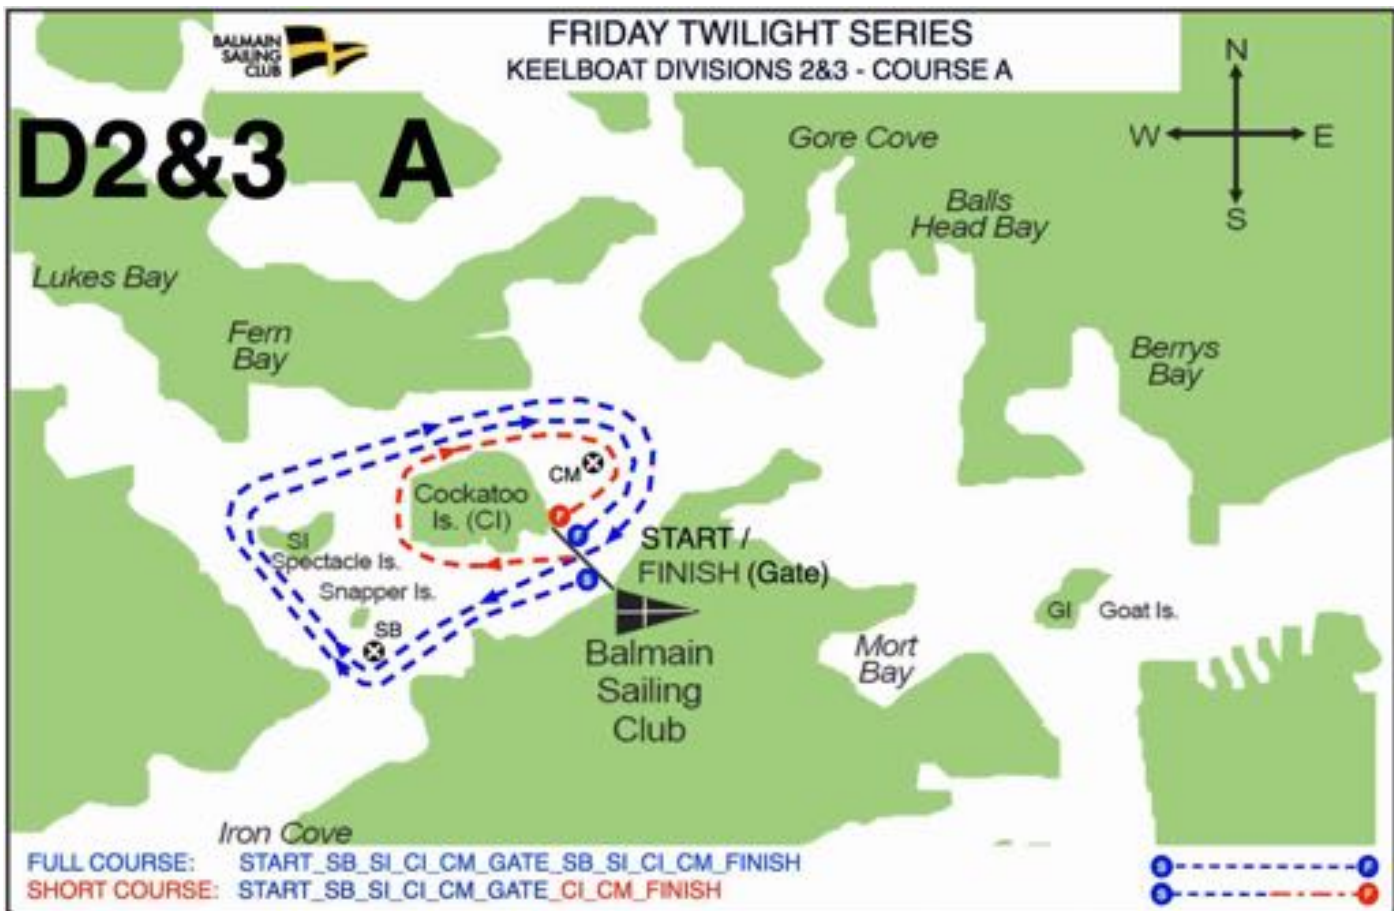 BALMAIN
SAILING
CLUB
FRIDAY TWILIGHT SERIES
KEELBOAT DIVISIONS 2&3 - COURSE A
D2&3 A
N
W E
S
Gore Cove
Balls
Head Bay
Lukes Bay
Fern
Bay
Berrys
Bay
CM
Cockatoo
Is. (CI)
F
F
SI
Spectacle Is.
START /
FINISH (Gate)
S
Snapper Is.
SB
GI Goat Is.
Balmain
Sailing
Club
Mort
Bay
Iron Cove
FULL COURSE: START_SB_SI_CI_CM_GATE_SB_SI_CI_CM_FINISH
S F
SHORT COURSE: START_SB_SI_CI_CM_GATE_CI_CM_FINISH
S F